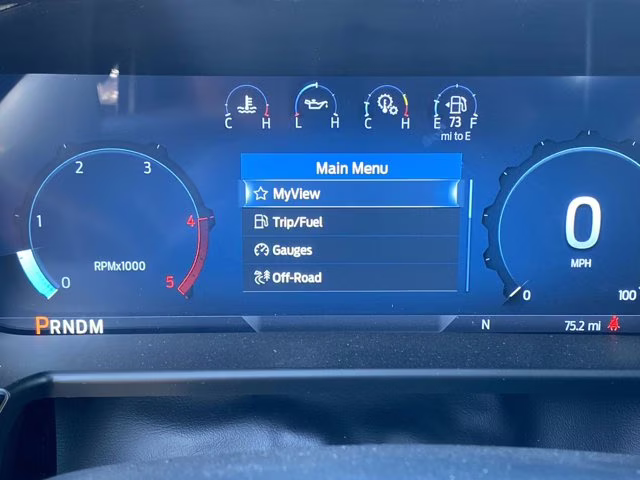 C H L H C H E 73 F
mi to E
Main Menu
MyView
Trip/Fuel
Gauges
Off-Road
0 1 2 3 4 5
RPMx1000
0
MPH
0 100
PRNDM
N 75.2 mi